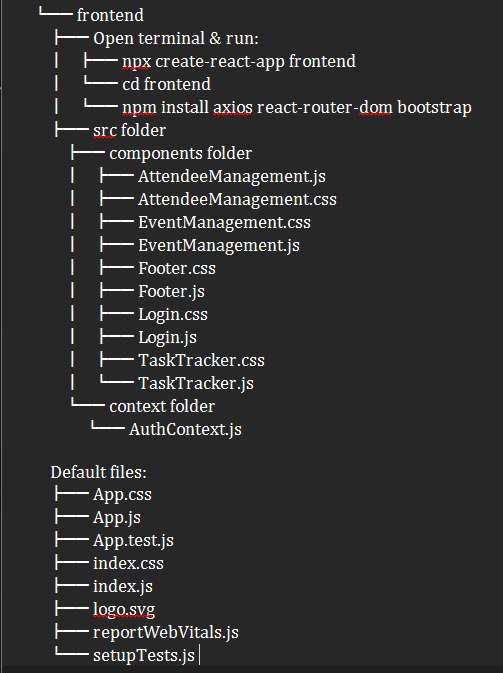 └── frontend
├── Open terminal & run:
│ ├── npx create-react-app frontend
│ ├── cd frontend
│ └── npm install axios react-router-dom bootstrap
├── src folder
├── components folder
│ ├── AttendeeManagement.js
│ ├── AttendeeManagement.css
│ ├── EventManagement.css
│ ├── EventManagement.js
│ ├── Footer.css
│ ├── Footer.js
│ ├── Login.css
│ ├── Login.js
│ ├── TaskTracker.css
│ └── TaskTracker.js
└── context folder
└── AuthContext.js
Default files:
├── App.css
├── App.js
├── App.test.js
├── index.css
├── index.js
├── logo.svg
├── reportWebVitals.js
└── setupTests.js